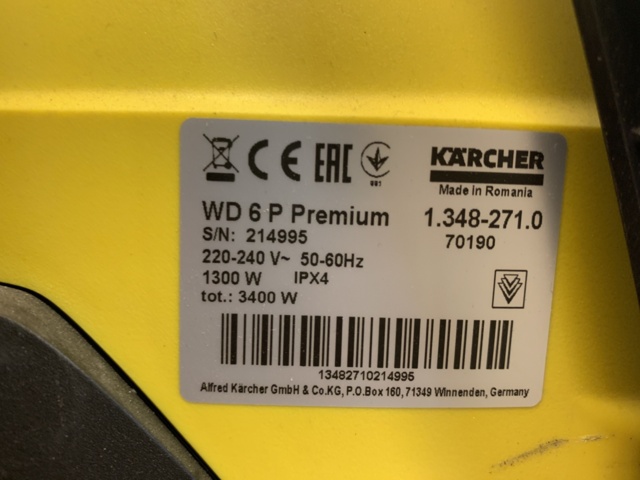 CE EAC
KÄRCHER
Made in Romania
WD 6 P Premium 1.348-271.0
S/N: 214995 70190
220-240 V~ 50-60Hz
1300 W IPX4
tot.: 3400 W
13482710214995
Alfred Kärcher GmbH & Co.KG, P.O.Box 160, 71349 Winnenden, Germany